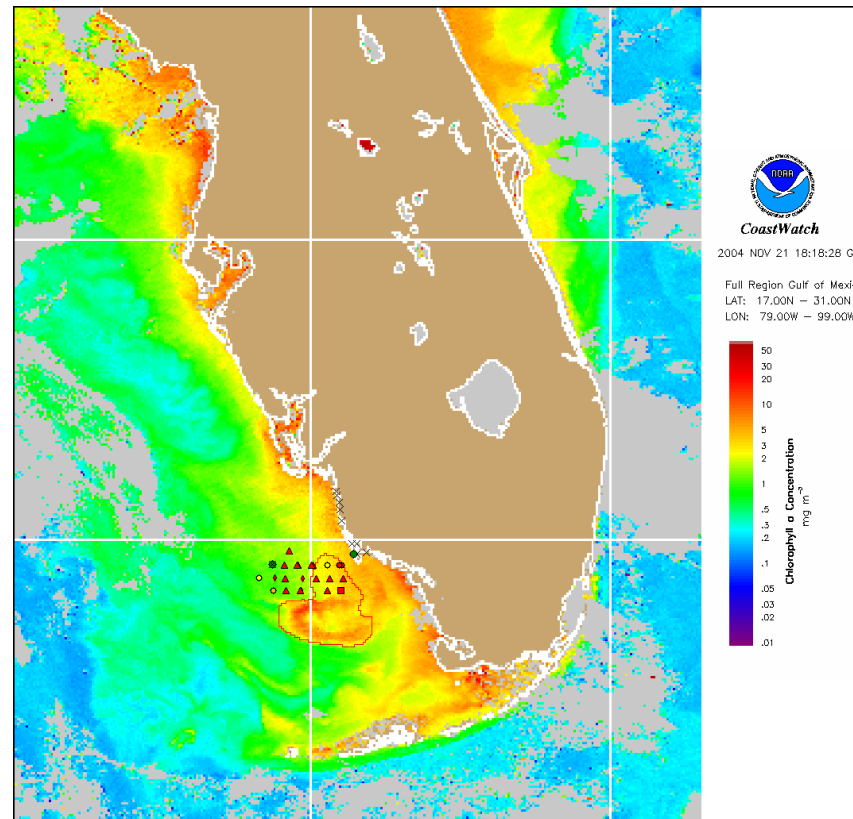 NOAA
CoastWatch
2004 NOV 21 18:18:28 G
Full Region Gulf of Mexi
LAT: 17.00N – 31.00N
LON: 79.00W – 99.00W
50
30
20
10
5
3
2
1
.5
.3
.2
.1
.05
.03
.02
.01
Chlorophyll a Concentration
mg m⁻³